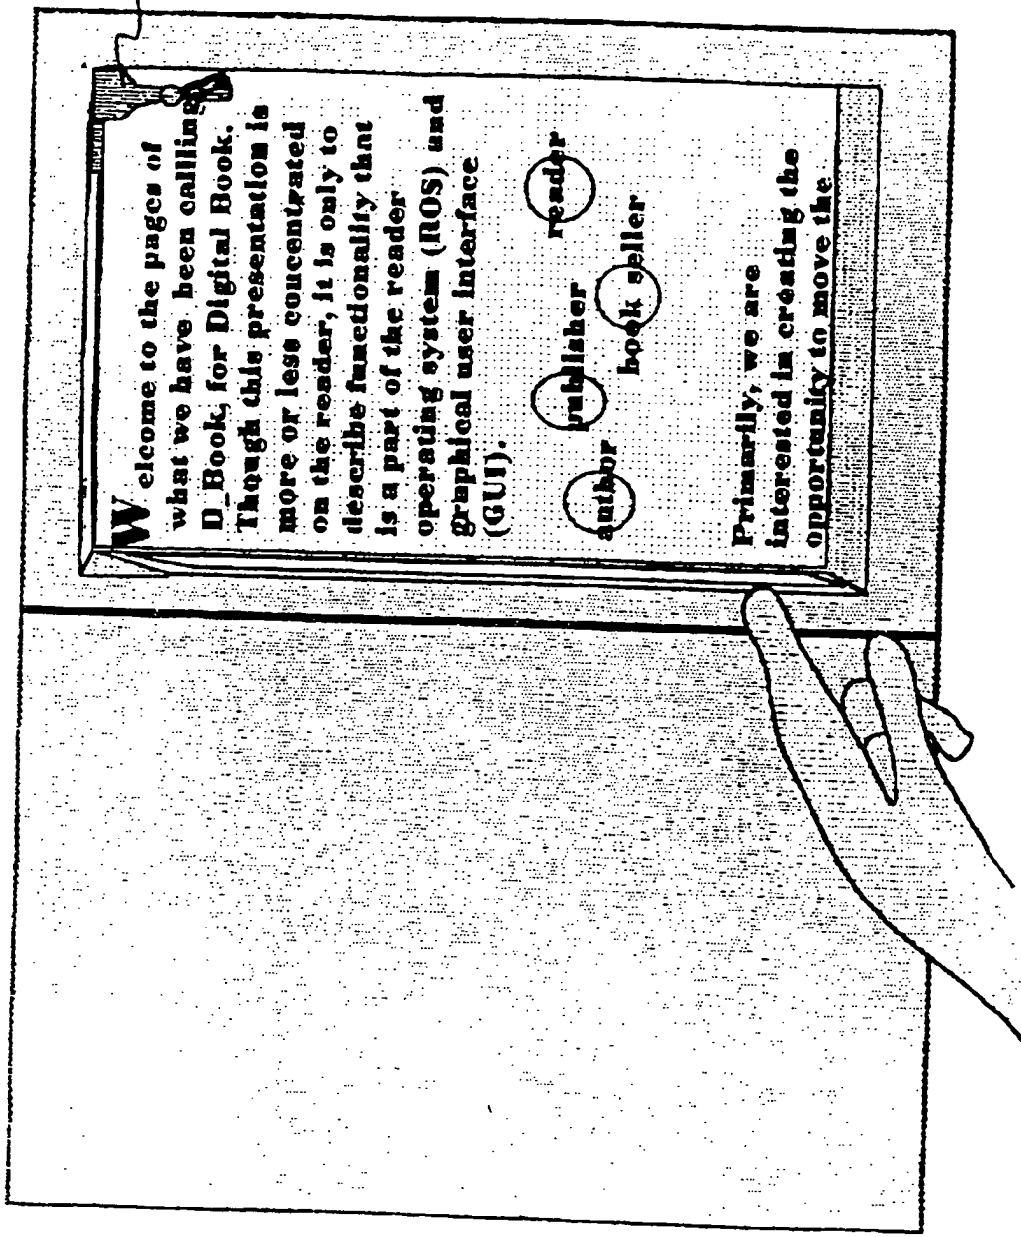 Welcome to the pages of
what we have been calling
D_Book, for Digital Book.
Though this presentation is
more or less concentrated
on the reader, it is only to
describe functionality that
is a part of the reader
operating system (ROS) and
graphical user interface
(GUI).
author
publisher
book seller
reader
Primarily, we are
interested in creating the
opportunity to move the